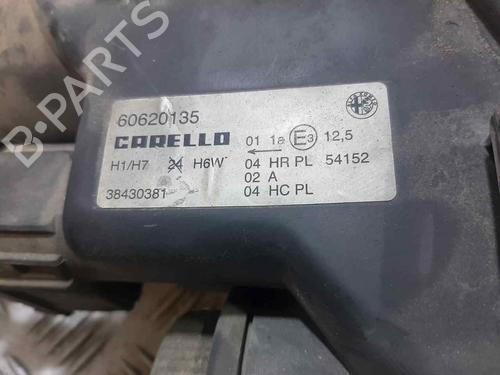 B-PARTS
60620135
CARELLO 01 1a E3 12,5
H1/H7 24 H6W 04 HR PL 54152
02 A
38430381 04 HC PL